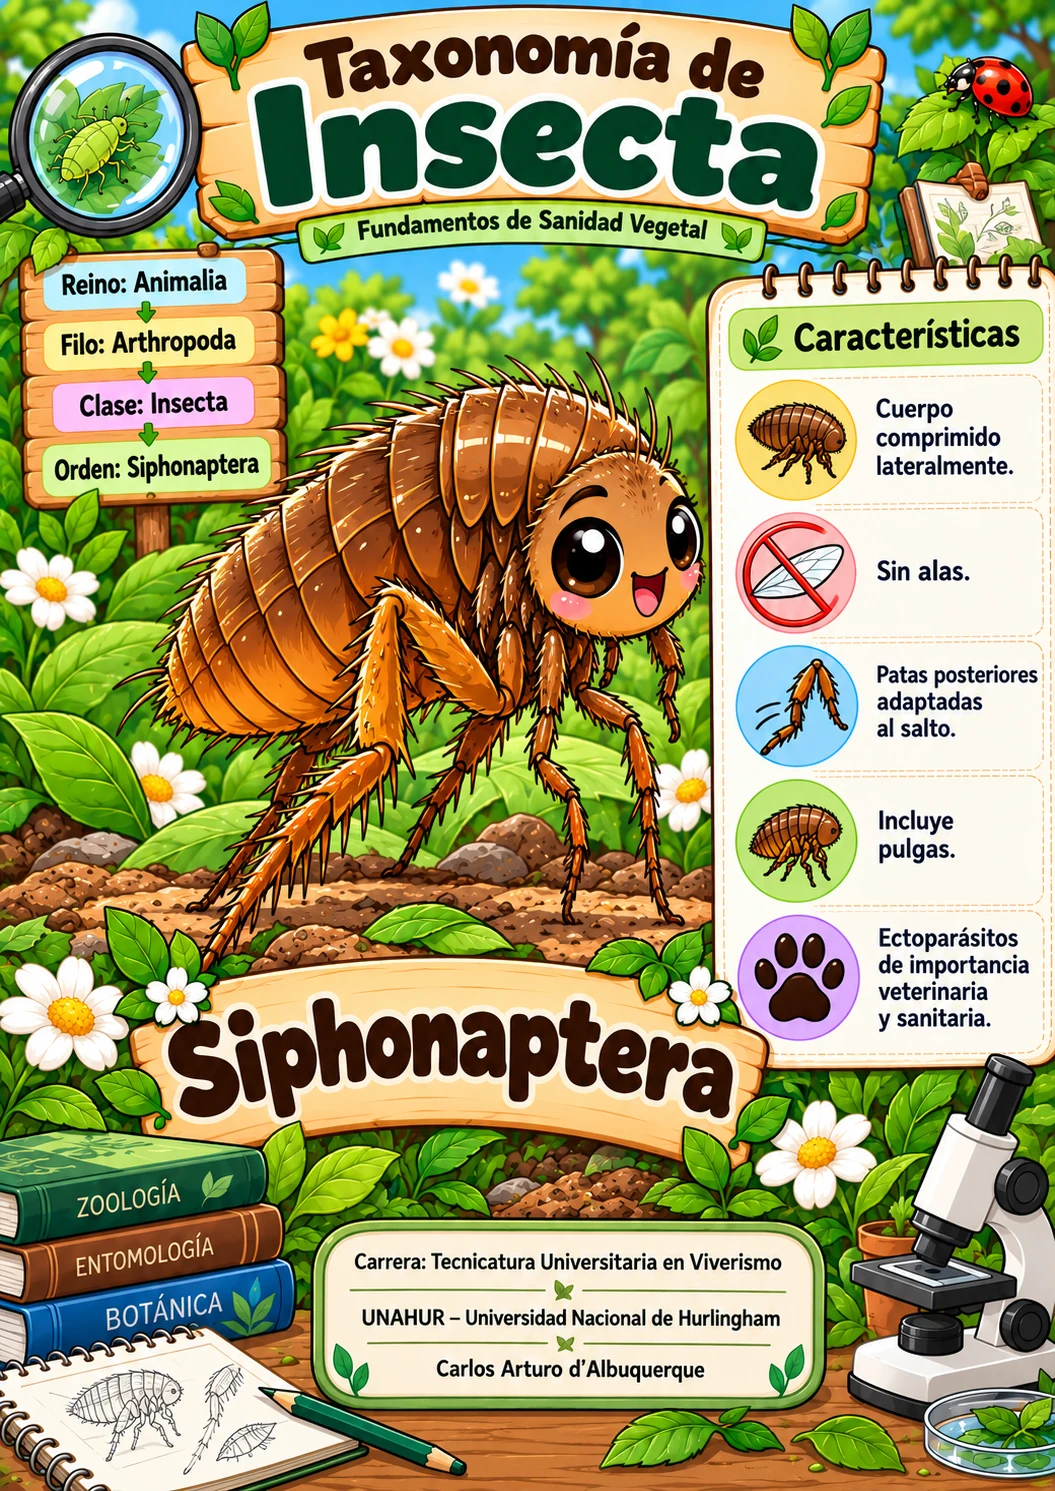 Taxonomía de
Insecta
Fundamentos de Sanidad Vegetal
Reino: Animalia
Filo: Arthropoda
Clase: Insecta
Orden: Siphonaptera
Características
Cuerpo
comprimido
lateralmente.
Sin alas.
Patas posteriores
adaptadas
al salto.
Incluye
pulgas.
Ectoparásitos
de importancia
veterinaria
y sanitaria.
Siphonaptera
ZOOLOGÍA
ENTOMOLOGÍA
BOTÁNICA
Carrera: Tecnicatura Universitaria en Viverismo
UNAHUR – Universidad Nacional de Hurlingham
Carlos Arturo d’Albuquerque